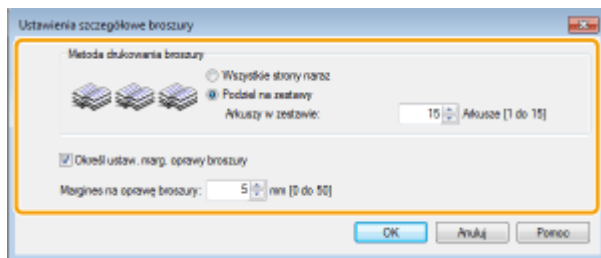 Ustawienia szczegółowe broszury
Metoda drukowania broszury
Wszystkie strony naraz
Podziel na zestawy
Arkuszy w zestawie: 15 Arkusze [1 do 15]
Określ ustaw. marg. oprawy broszury
Margines na oprawę broszury: 5 mm [0 do 50]
OK Anuluj Pomoc